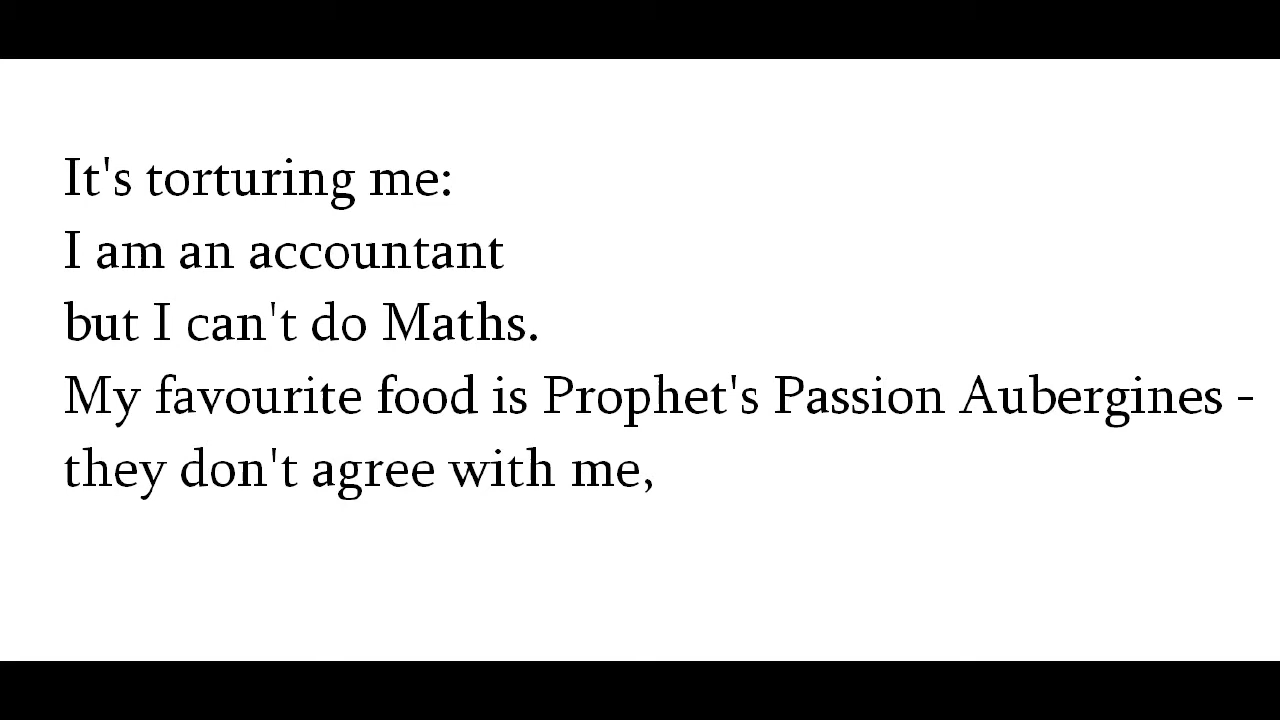 It's torturing me:
I am an accountant
but I can't do Maths.
My favourite food is Prophet's Passion Aubergines -
they don't agree with me,